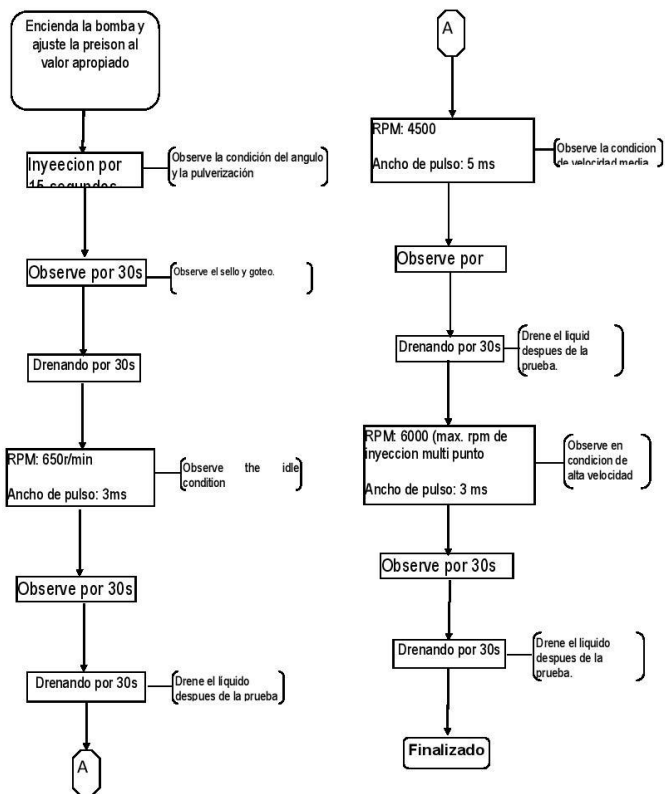 Encienda la bomba y
ajuste la preison al
valor apropiado
Inyeecion por
15 segundos
Observe la condición del angulo
y la pulverización
Observe por 30s
Observe el sello y goteo.
Drenando por 30s
RPM: 650r/min
Ancho de pulso: 3ms
Observe the idle
condition
Observe por 30s
Drenando por 30s
Drene el liquido
despues de la prueba
A
A
RPM: 4500
Ancho de pulso: 5 ms
Observe la condicion
de velocidad media
Observe por
Drenando por 30s
Drene el liquid
despues de la
prueba.
RPM: 6000 (max. rpm de
inyeccion multi punto
Ancho de pulso: 3 ms
Observe en
condicion de
alta velocidad
Observe por 30s
Drenando por 30s
Drene el liquido
despues de la
prueba.
Finalizado